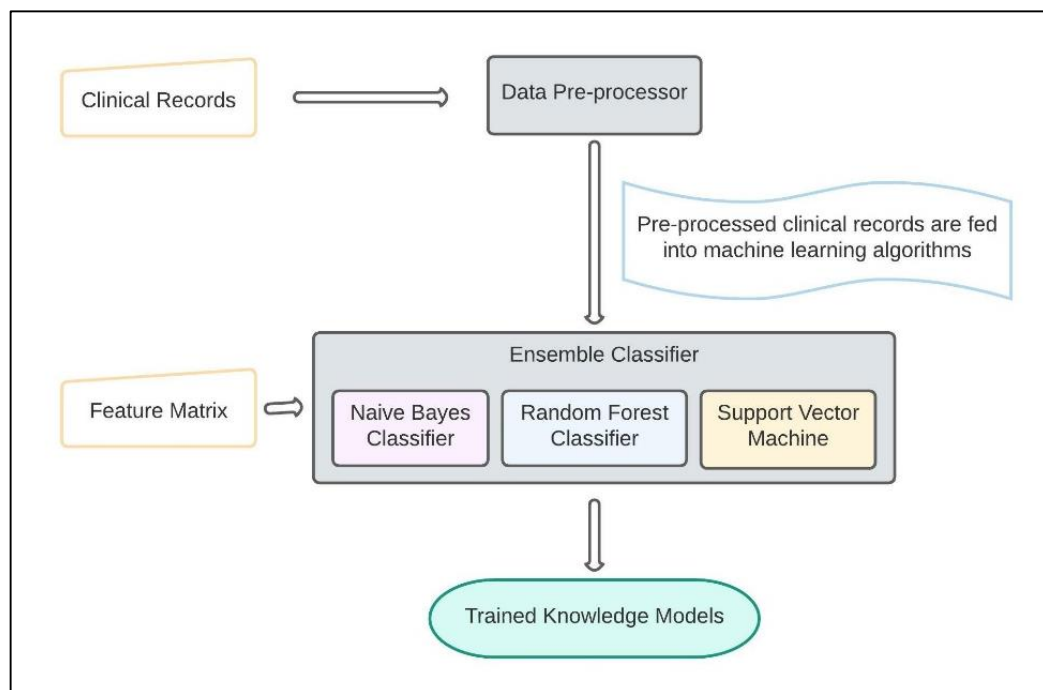 Clinical Records
Data Pre-processor
Pre-processed clinical records are fed
into machine learning algorithms
Ensemble Classifier
Feature Matrix
Naive Bayes
Classifier
Random Forest
Classifier
Support Vector
Machine
Trained Knowledge Models